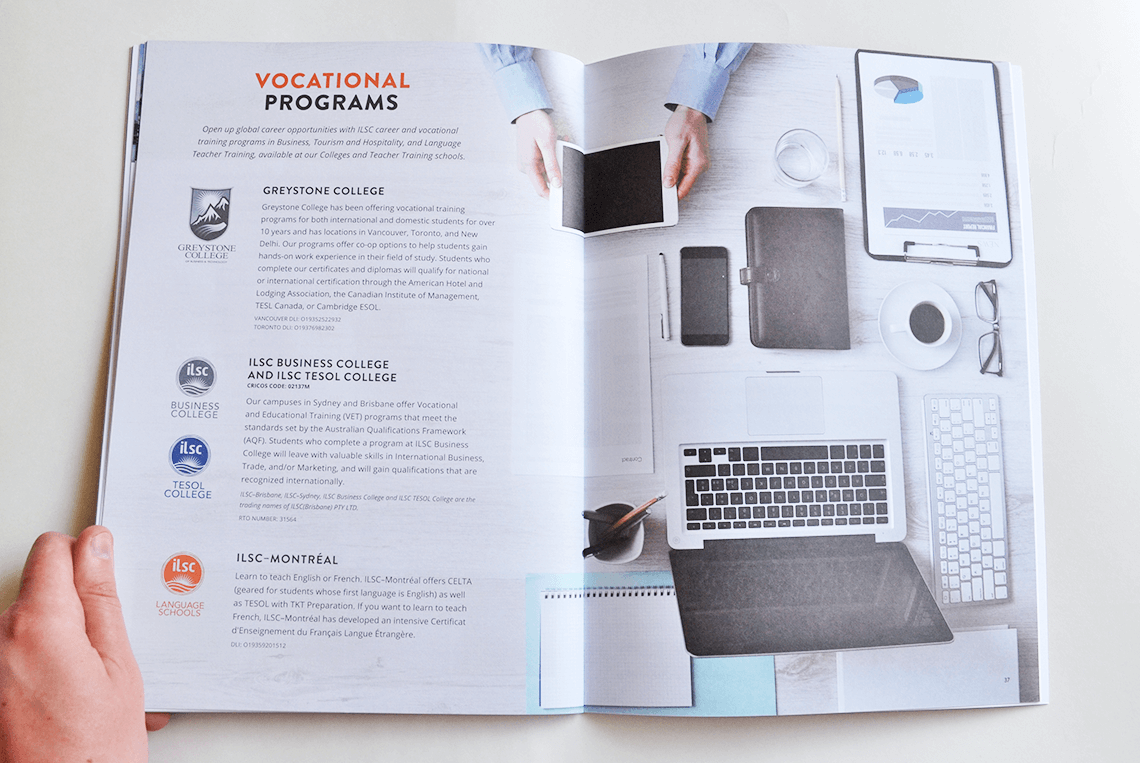 VOCATIONAL
PROGRAMS
Open up global career opportunities with ILSC career and vocational
training programs in Business, Tourism and Hospitality, and Language
Teacher Training, available at our Colleges and Teacher Training schools.
GREYSTONE
COLLEGE
GREYSTONE COLLEGE
Greystone College has been offering vocational training
programs for both international and domestic students for over
10 years and has locations in Vancouver, Toronto, and New
Delhi. Our programs offer co-op options to help students gain
hands-on work experience in their field of study. Students who
complete our certificates and diplomas will qualify for national
or international certification through the American Hotel and
Lodging Association, the Canadian Institute of Management,
TESL Canada, or Cambridge ESOL.
VANCOUVER DLI: O19352522932
TORONTO DLI: O19376982302
ilsc
BUSINESS
COLLEGE
ilsc
TESOL
COLLEGE
ILSC BUSINESS COLLEGE
AND ILSC TESOL COLLEGE
CRICOS CODE: 02137M
Our campuses in Sydney and Brisbane offer Vocational
and Educational Training (VET) programs that meet the
standards set by the Australian Qualifications Framework
(AQF). Students who complete a program at ILSC Business
College will leave with valuable skills in International Business,
Trade, and/or Marketing, and will gain qualifications that are
recognized internationally.
ILSC-Brisbane, ILSC-Sydney, ILSC Business College and ILSC TESOL College are the
trading names of ILSC(Brisbane) PTY LTD.
RTO NUMBER: 31564
ilsc
LANGUAGE
SCHOOLS
ILSC–MONTRÉAL
Learn to teach English or French. ILSC–Montréal offers CELTA
(geared for students whose first language is English) as well
as TESOL with TKT Preparation. If you want to learn to teach
French, ILSC–Montréal has developed an intensive Certificat
d'Enseignement du Français Langue Étrangère.
DLI: O19359201512
FINANCIAL REPORT
Contract
37